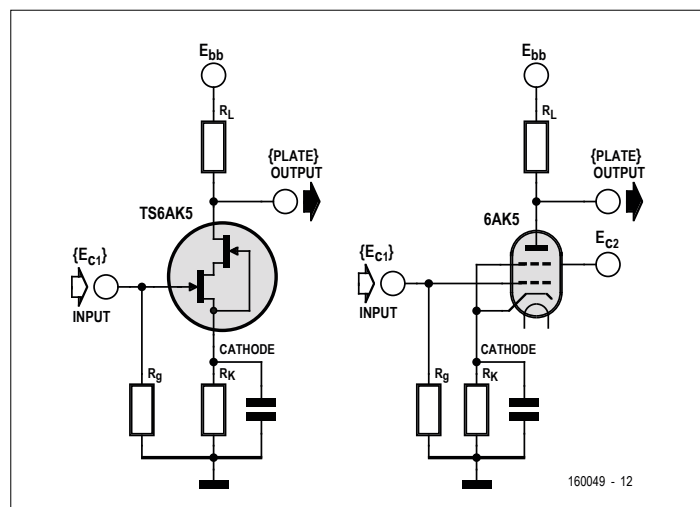 Ebb
RL
{PLATE}
OUTPUT
TS6AK5
{Ec1}
INPUT
CATHODE
Rg
RK
Ebb
RL
{PLATE}
OUTPUT
6AK5
Ec2
{Ec1}
INPUT
CATHODE
Rg
RK
160049 - 12